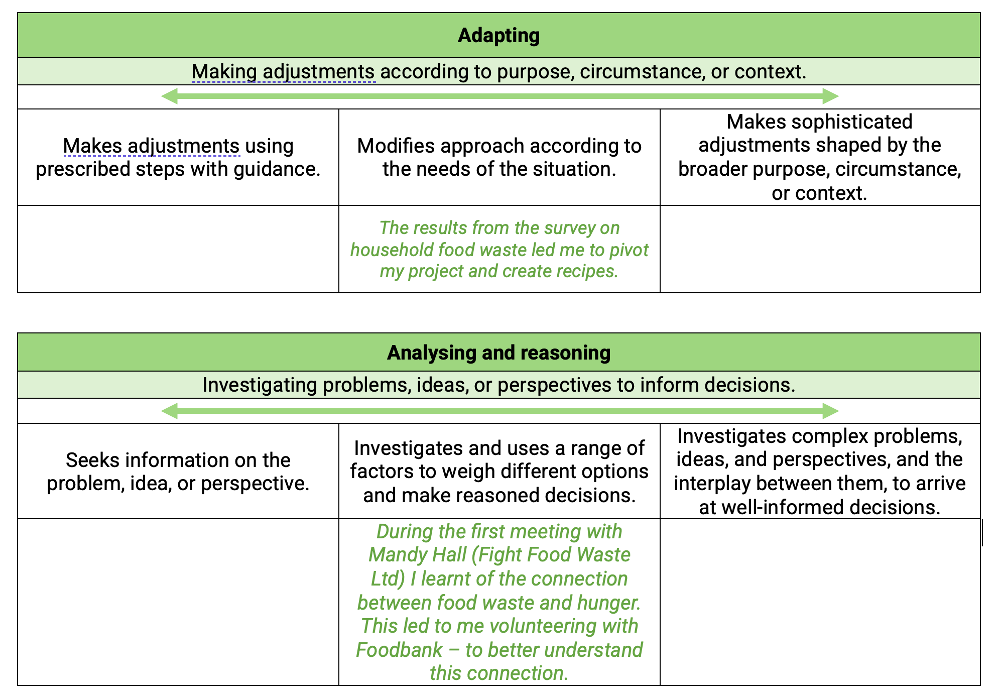 Adapting
Making adjustments according to purpose, circumstance, or context.
Makes adjustments using
prescribed steps with guidance.
Modifies approach according to
the needs of the situation.
Makes sophisticated
adjustments shaped by the
broader purpose, circumstance,
or context.
The results from the survey on
household food waste led me to pivot
my project and create recipes.
Analysing and reasoning
Investigating problems, ideas, or perspectives to inform decisions.
Seeks information on the
problem, idea, or perspective.
Investigates and uses a range of
factors to weigh different options
and make reasoned decisions.
Investigates complex problems,
ideas, and perspectives, and the
interplay between them, to arrive
at well-informed decisions.
During the first meeting with
Mandy Hall (Fight Food Waste
Ltd) I learnt of the connection
between food waste and hunger.
This led to me volunteering with
Foodbank – to better understand
this connection.